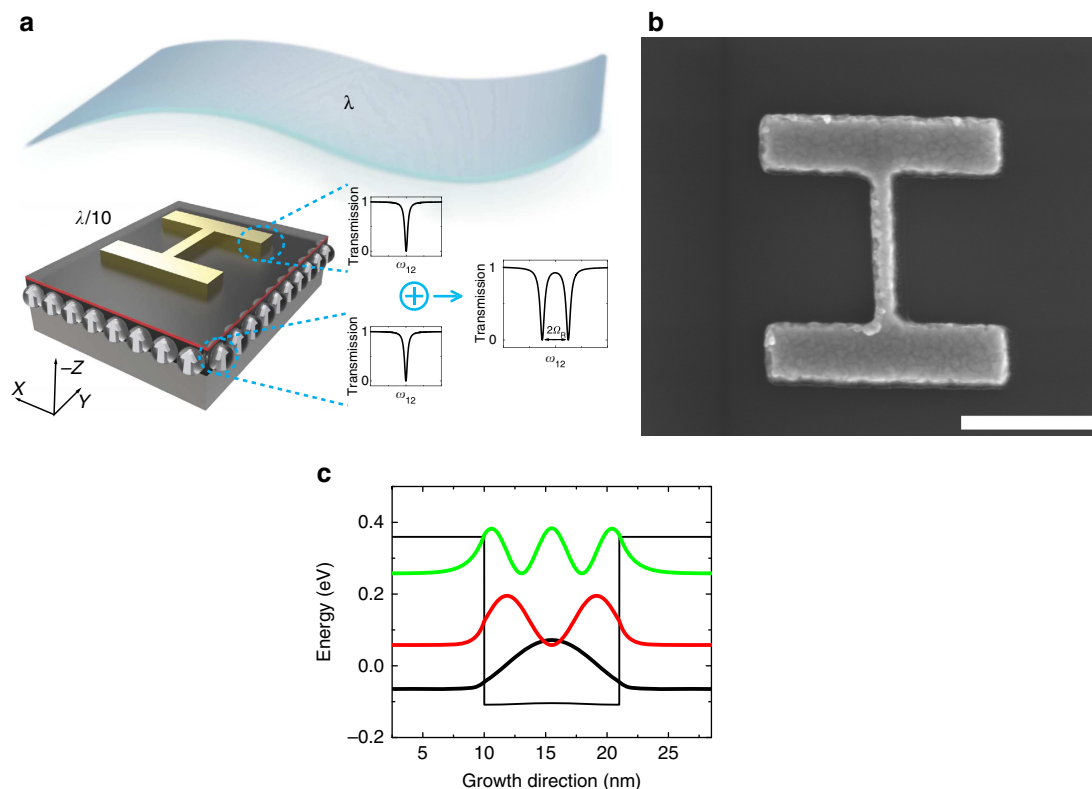 a
b
λ
λ/10
Transmission
1
0
ω12
Transmission
1
0
ω12
Transmission
1
0
2ΩR
ω12
–Z
X
Y
c
Energy (eV)
0.4
0.2
0.0
–0.2
5
10
15
20
25
Growth direction (nm)